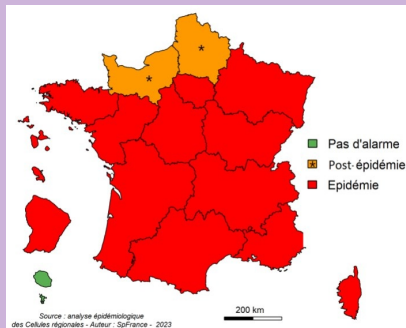 *
*
Pas d'alarme
* Post-épidémie
Epidémie
Source : analyse épidémiologique
des Cellules régionales - Auteur : SpFrance - 2023
200 km